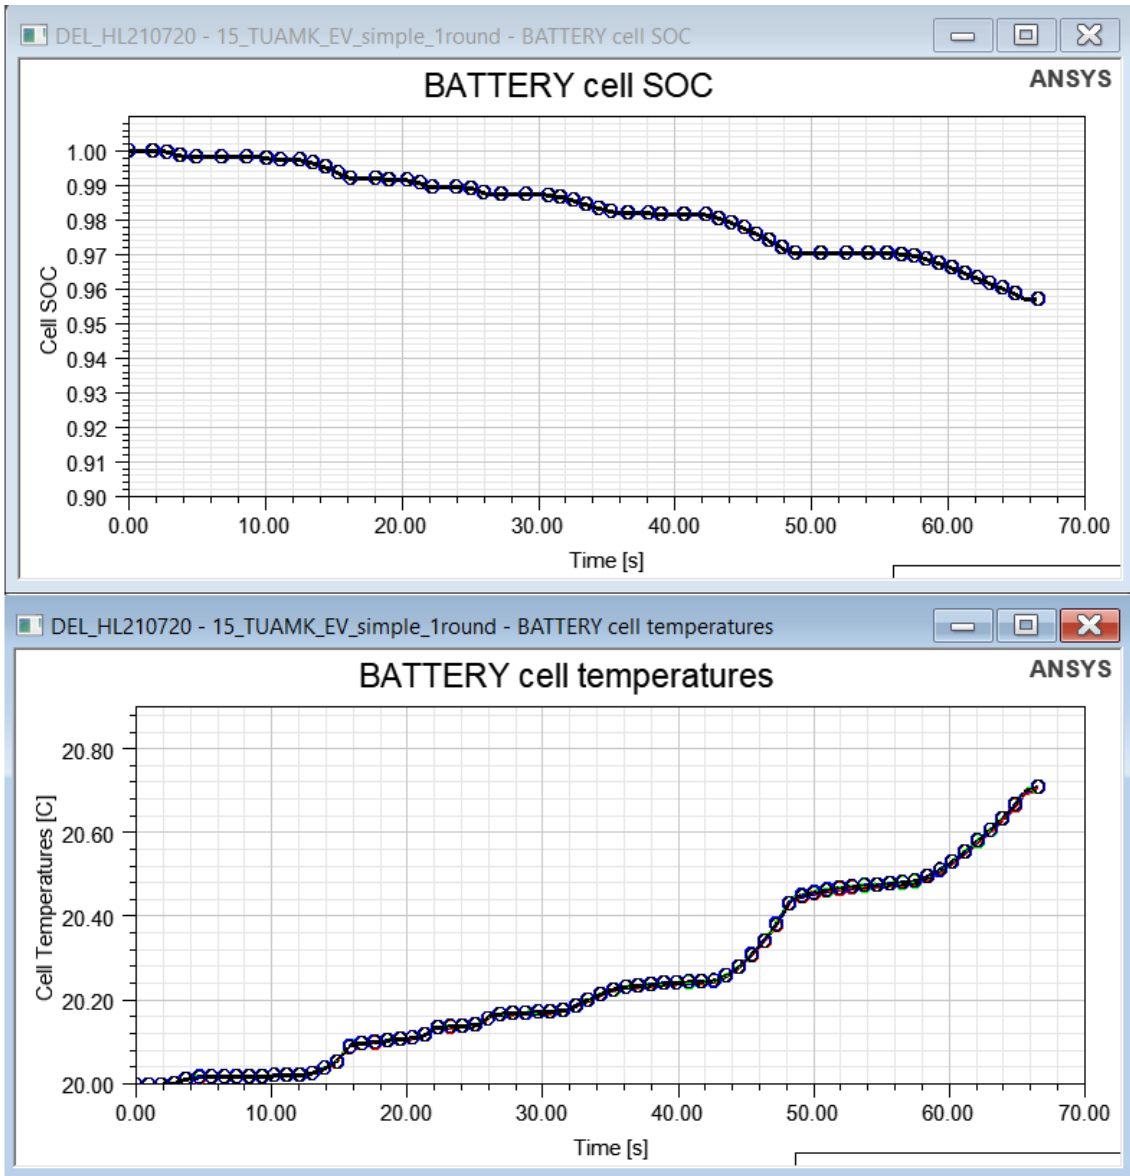 DEL_HL210720 - 15_TUAMK_EV_simple_1round - BATTERY cell SOC
BATTERY cell SOC
ANSYS
1.00
0.99
0.98
0.97
0.96
0.95
0.94
0.93
0.92
0.91
0.90
Cell SOC
0.00 10.00 20.00 30.00 40.00 50.00 60.00 70.00
Time [s]
DEL_HL210720 - 15_TUAMK_EV_simple_1round - BATTERY cell temperatures
BATTERY cell temperatures
ANSYS
20.80
20.60
20.40
20.20
20.00
Cell Temperatures [C]
0.00 10.00 20.00 30.00 40.00 50.00 60.00 70.00
Time [s]